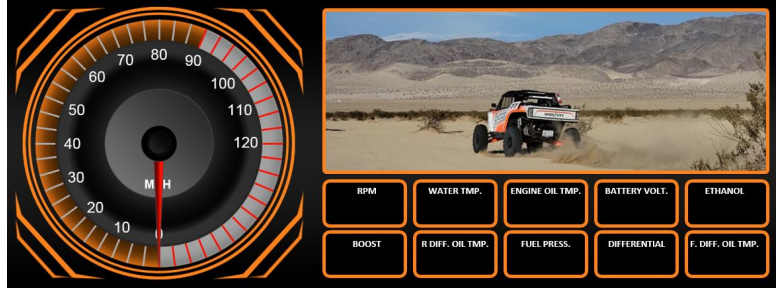 80
70
90
60
100
50
110
40
120
30
MPH
20
10
0
RPM
WATER TMP.
ENGINE OIL TMP.
BATTERY VOLT.
ETHANOL
BOOST
R DIFF. OIL TMP.
FUEL PRESS.
DIFFERENTIAL
F. DIFF. OIL TMP.